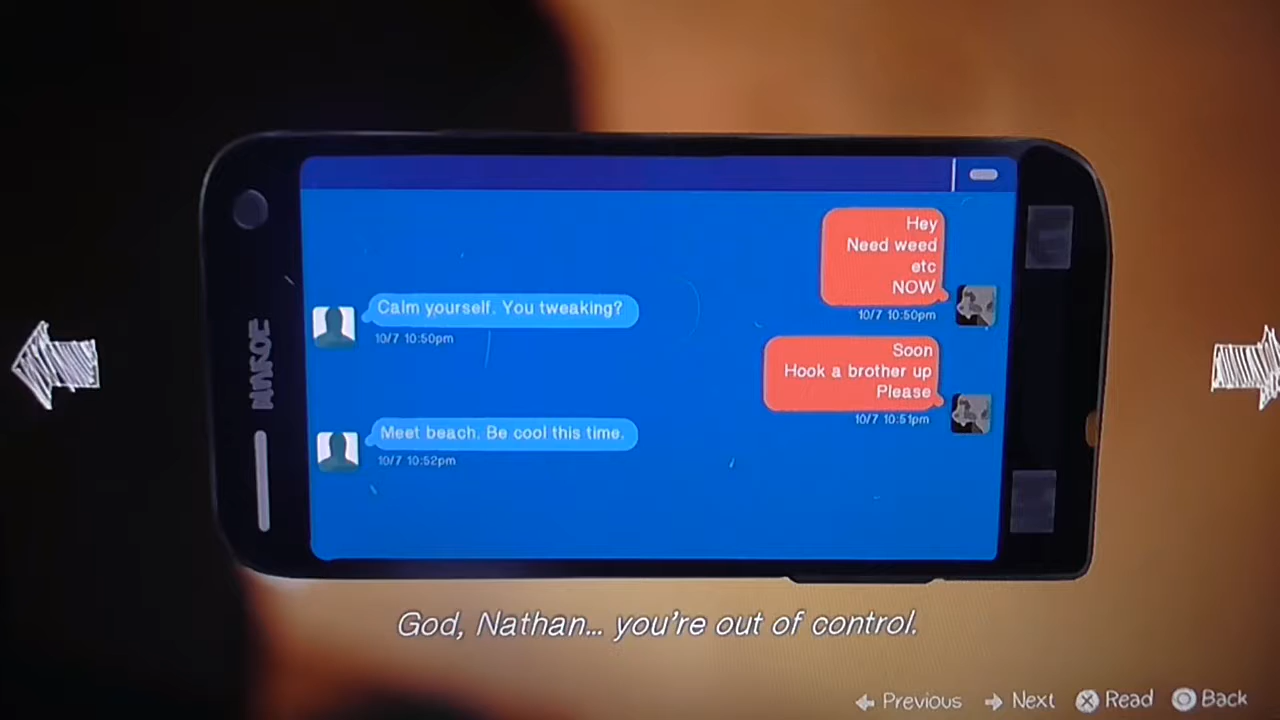 Hey
Need weed
etc
NOW
10/7 10:50pm
Calm yourself. You tweaking?
10/7 10:50pm
Soon
Hook a brother up
Please
10/7 10:51pm
Meet beach. Be cool this time.
10/7 10:52pm
God, Nathan... you're out of control.
Previous Next Read Back